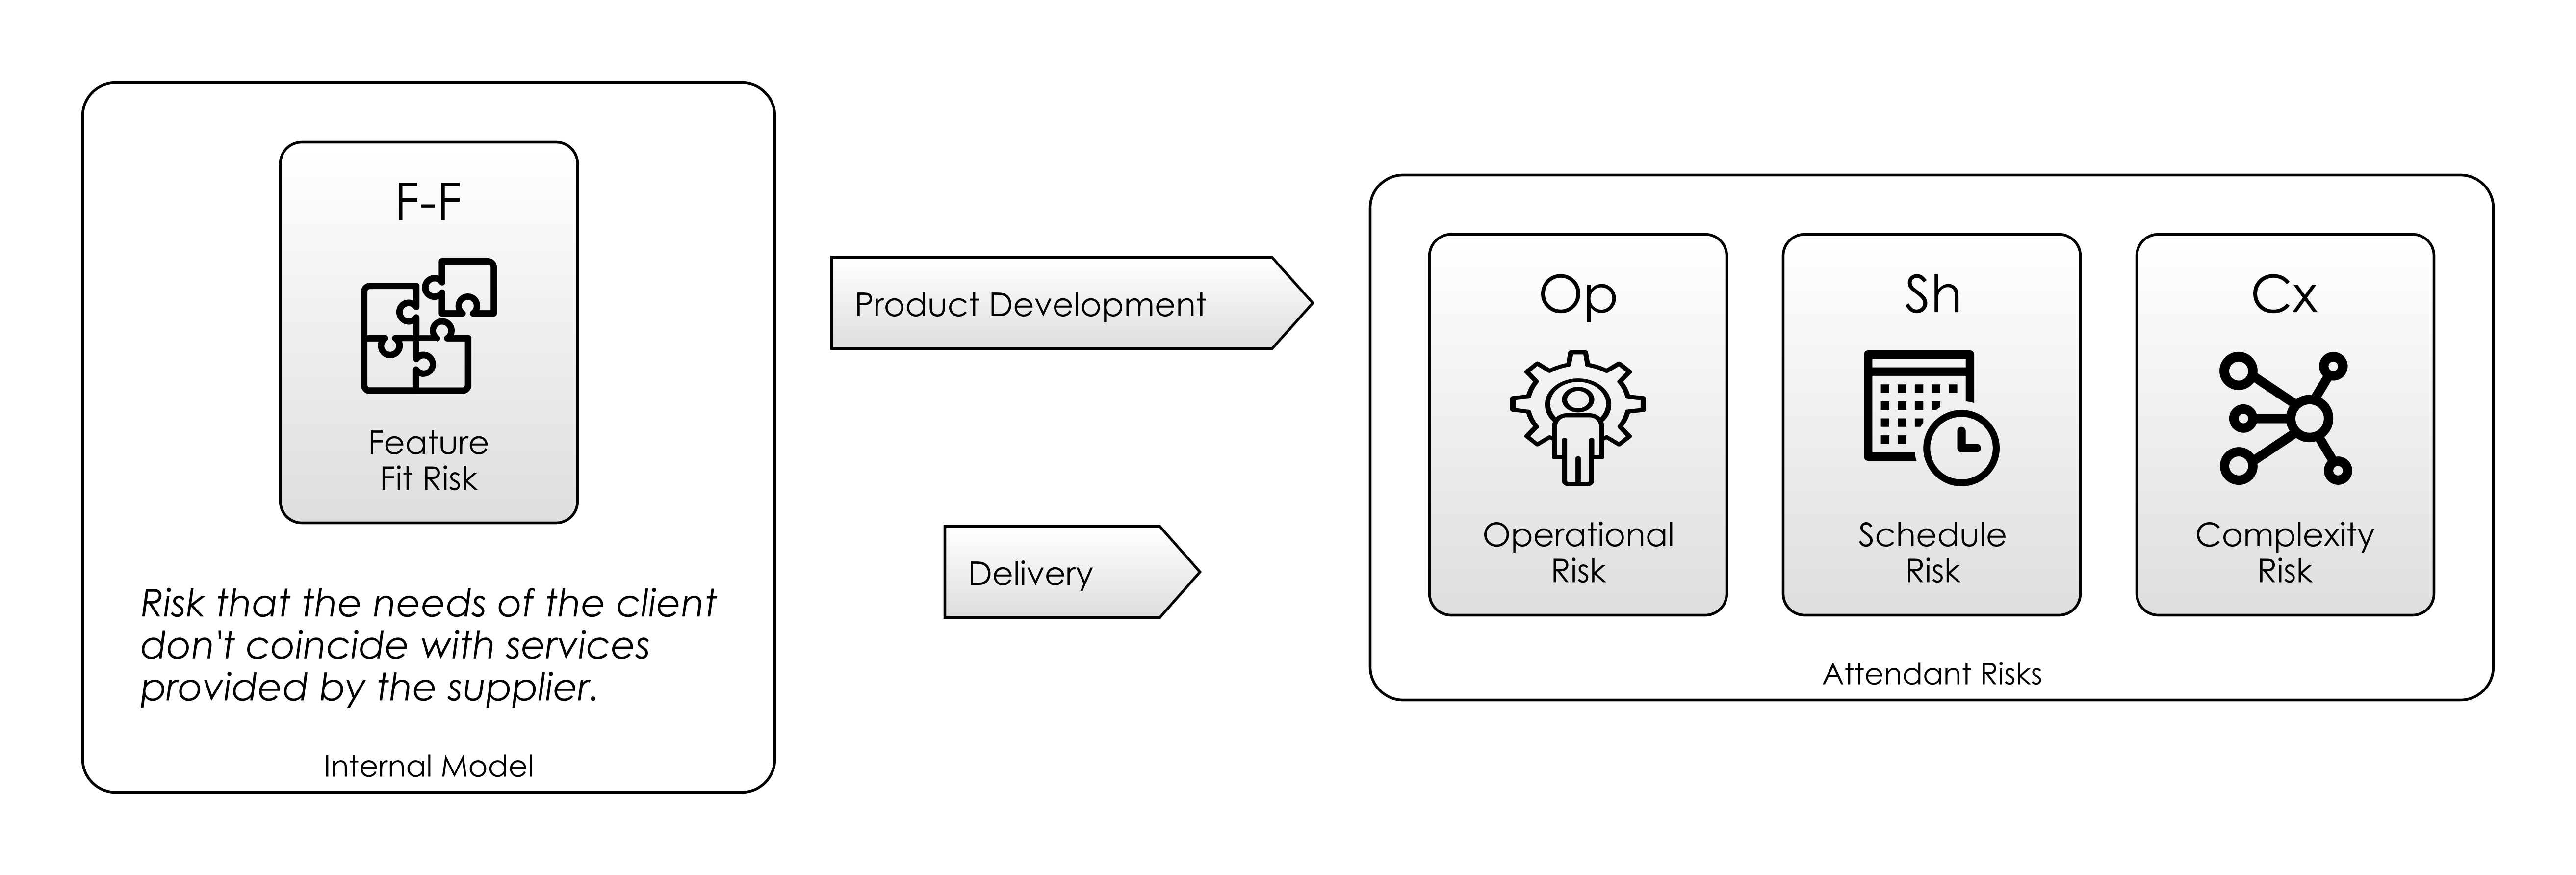 F-F
Feature
Fit Risk
Risk that the needs of the client
don't coincide with services
provided by the supplier.
Internal Model
Product Development
Delivery
Op
Operational
Risk
Sh
Schedule
Risk
Cx
Complexity
Risk
Attendant Risks